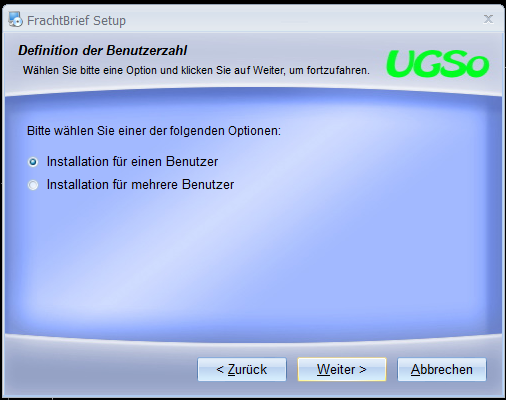 FrachtBrief Setup
Definition der Benutzerzahl
Wählen Sie bitte eine Option und klicken Sie auf Weiter, um fortzufahren.
UGSo
Bitte wählen Sie einer der folgenden Optionen:
Installation für einen Benutzer
Installation für mehrere Benutzer
< Zurück
Weiter >
Abbrechen